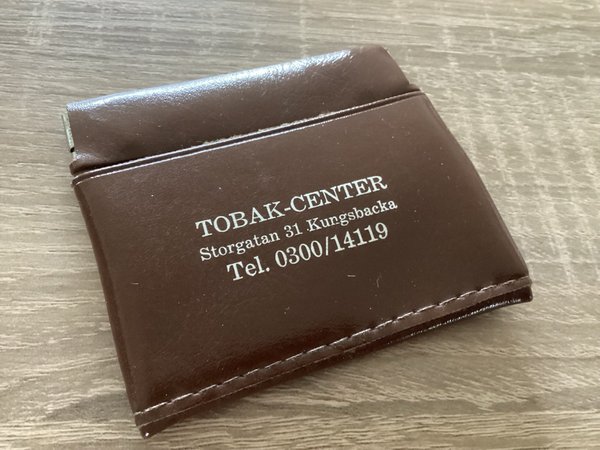 TOBAK-CENTER
Storgatan 31 Kungsbacka
Tel. 0300/14119